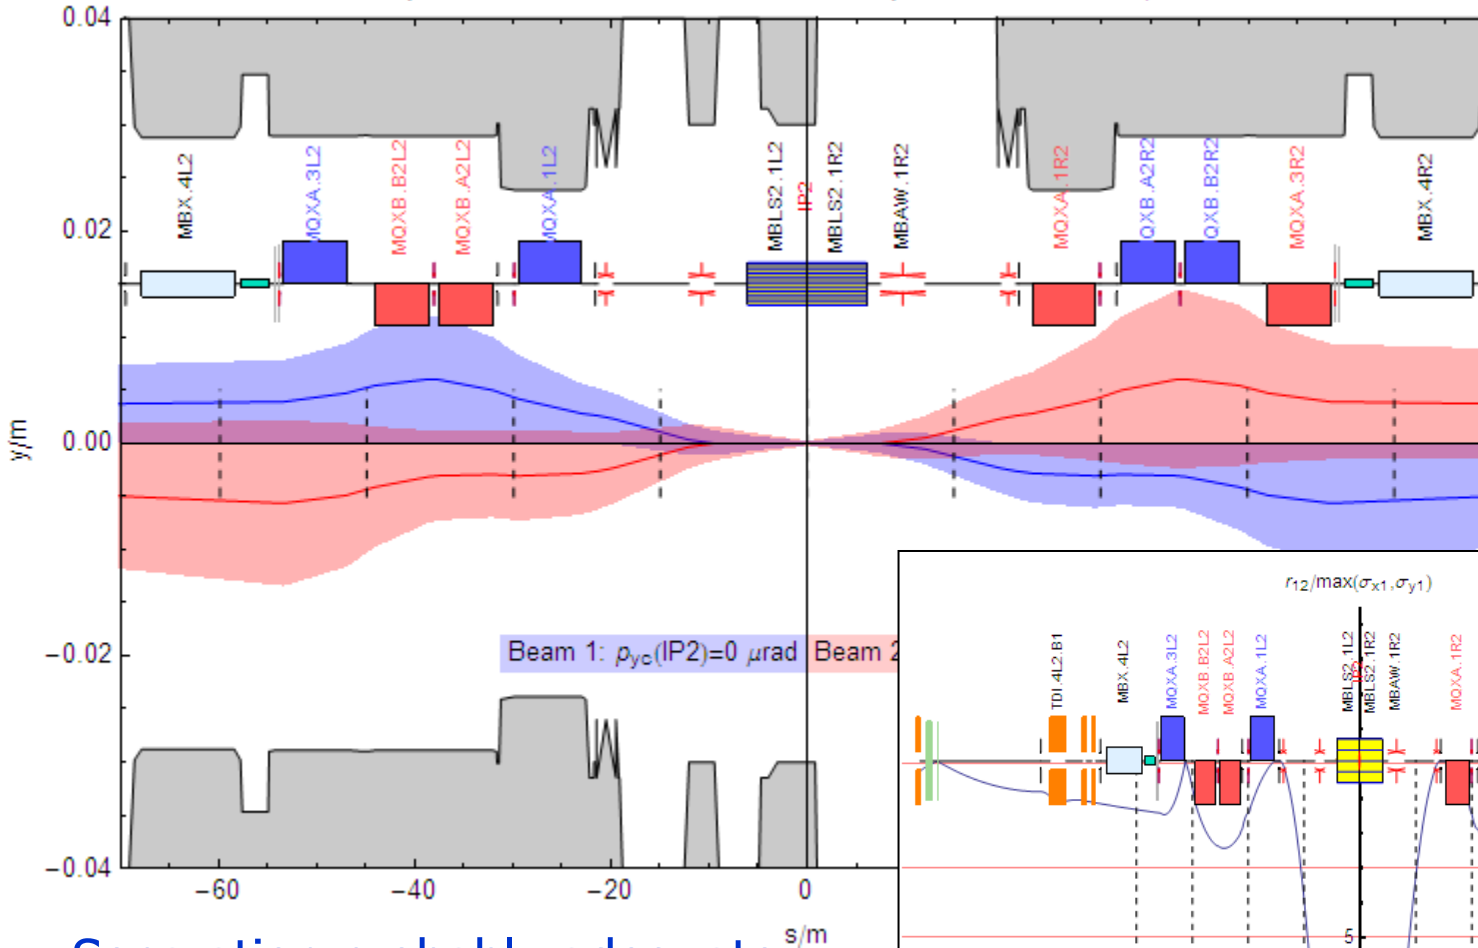 0.04
0.02
0.00
−0.02
−0.04
y/m
−60
−40
−20
0
s/m
MBX.4L2
MQXA.3L2
MQXB.B2L2
MQXB.A2L2
MQXA.1L2
MBLS2.1L2
IP2
MBLS2.1R2
MBAW.1R2
MQXA.1R2
QXB.A2R2
QXB.B2R2
MQXA.3R2
MBX.4R2
Beam 1: pyc(IP2)=0 μrad
Beam 2
r12/max(σx1,σy1)
TDI.4L2.B1
MBX.4L2
MQXA.3L2
MQXB.B2L2
MQXB.A2L2
MQXA.1L2
MBLS2.1L2
IP2
MBLS2.1R2
MBAW.1R2
MQXA.1R2
5